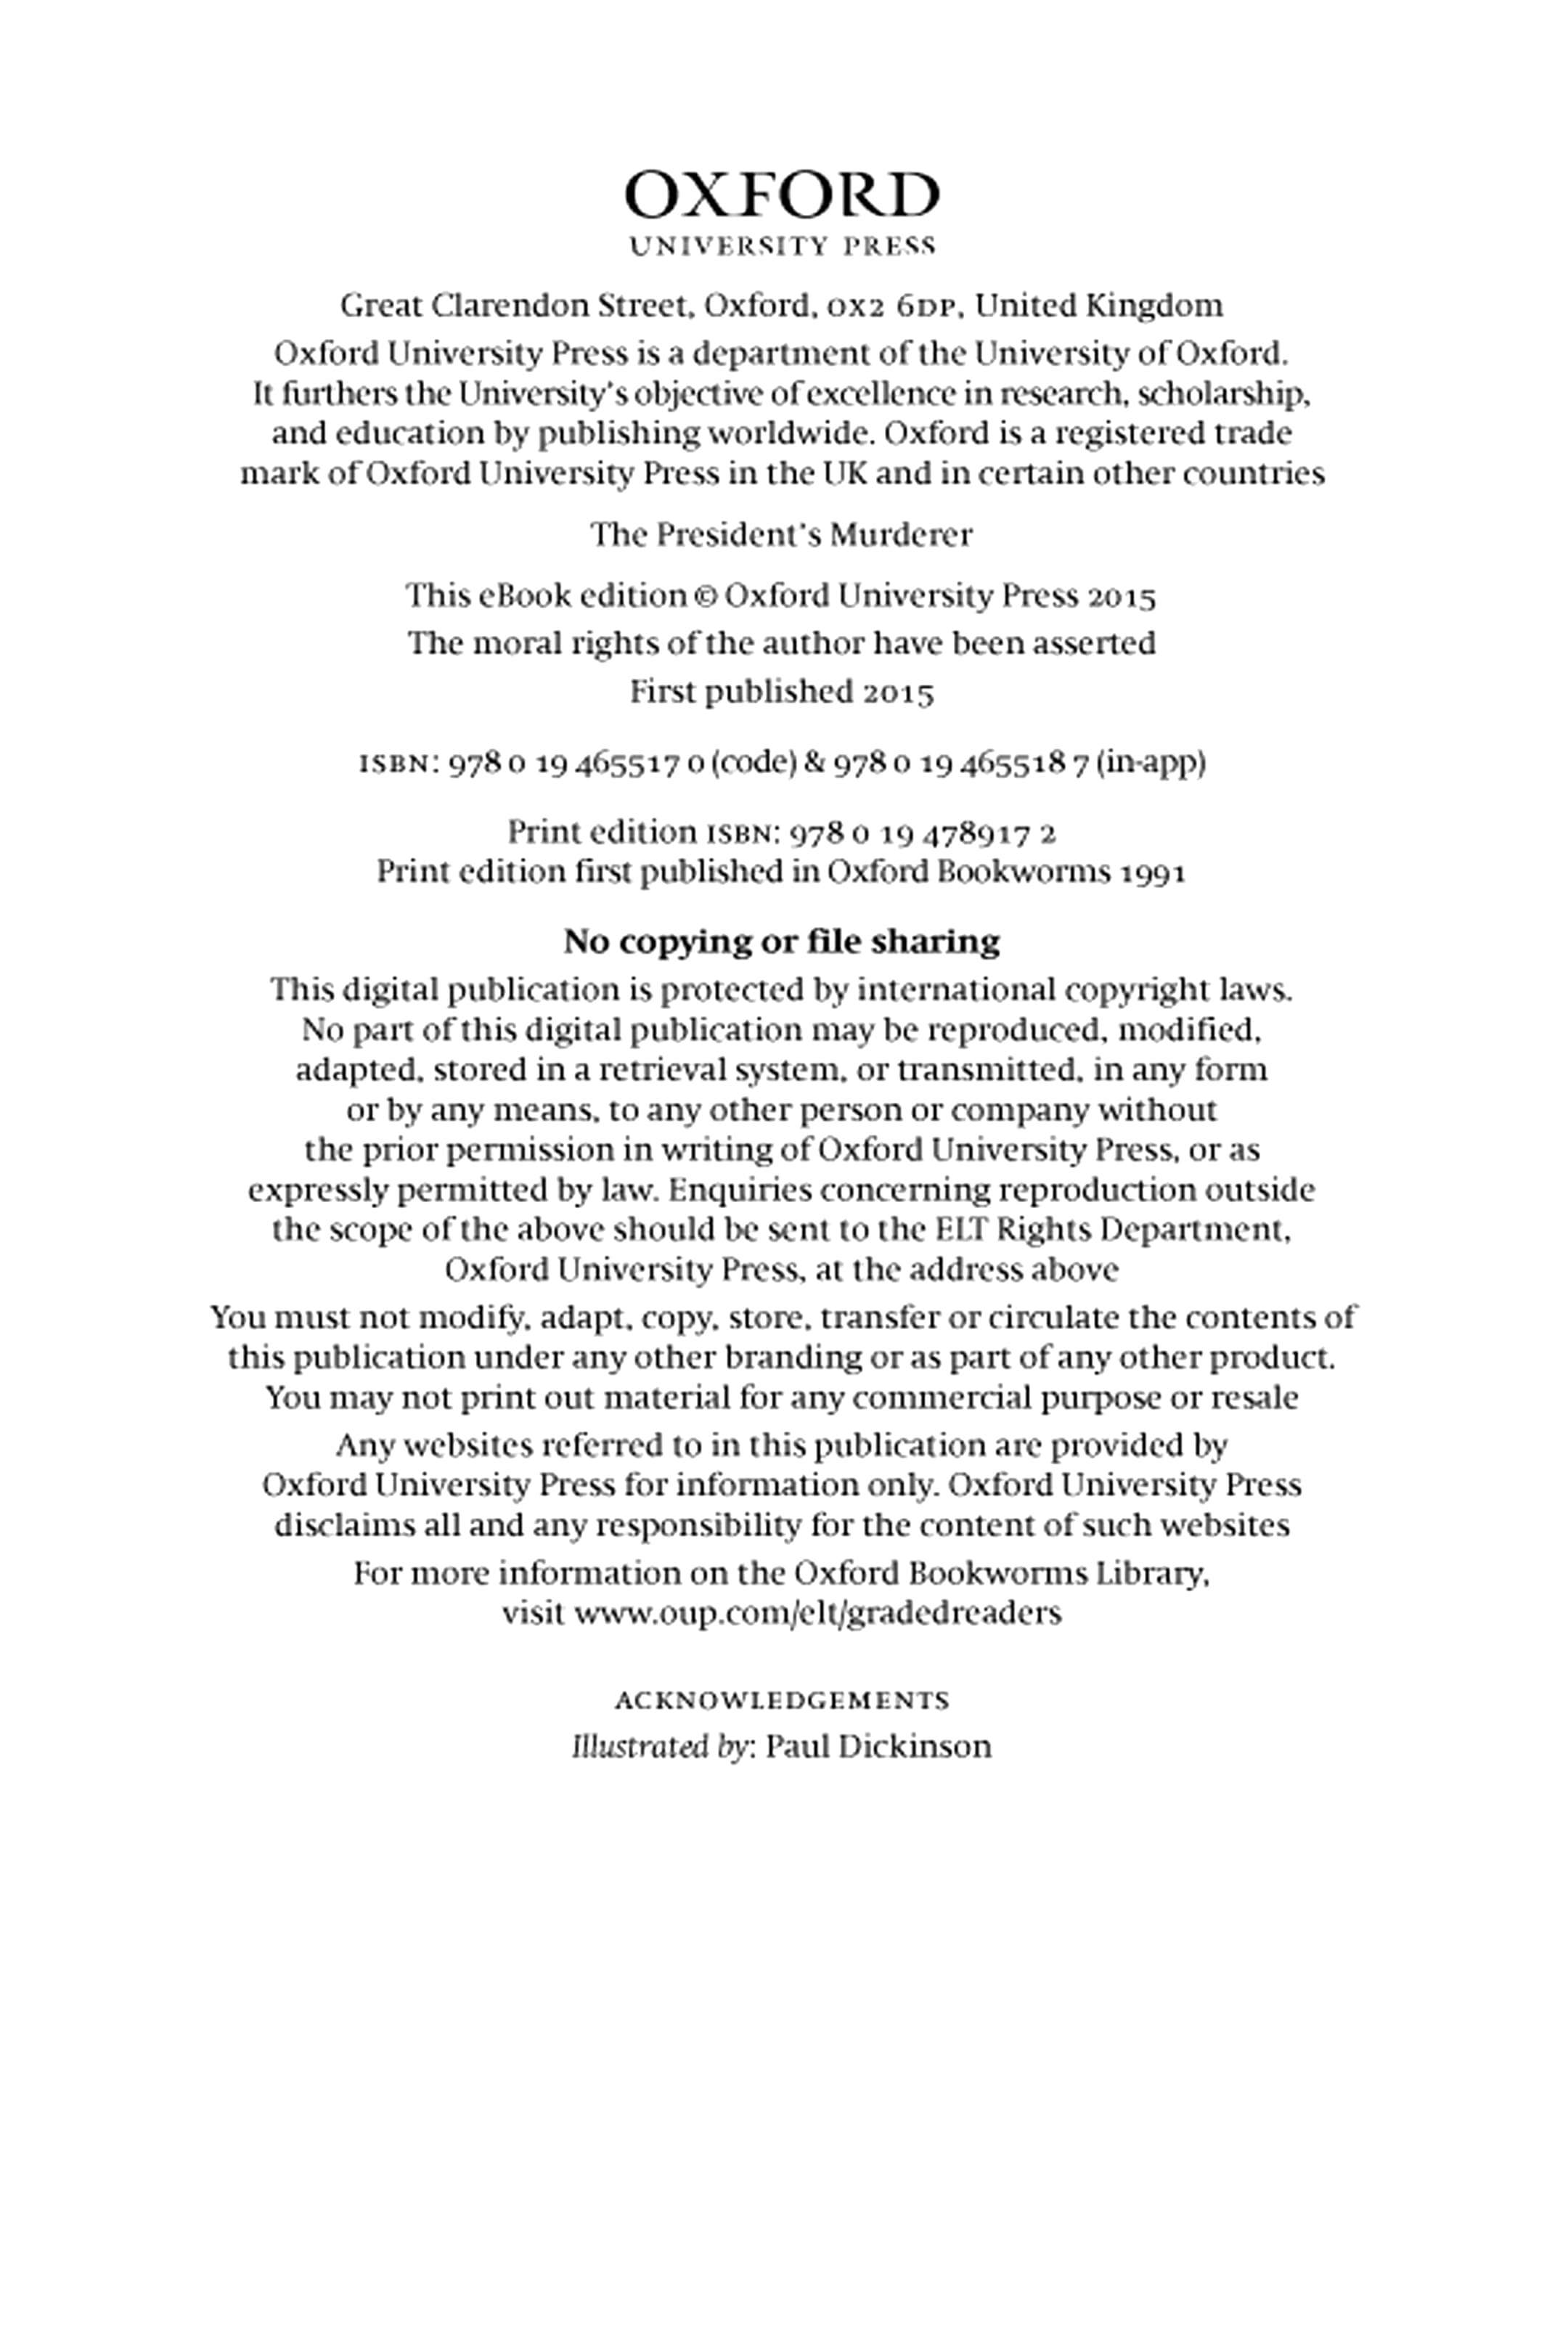 OXFORD
UNIVERSITY PRESS
Great Clarendon Street, Oxford, OX2 6DP, United Kingdom
Oxford University Press is a department of the University of Oxford.
It furthers the University's objective of excellence in research, scholarship,
and education by publishing worldwide. Oxford is a registered trade
mark of Oxford University Press in the UK and in certain other countries
The President's Murderer
This eBook edition © Oxford University Press 2015
The moral rights of the author have been asserted
First published 2015
ISBN: 978 0 19 465517 0 (code) & 978 0 19 465518 7 (in-app)
Print edition ISBN: 978 0 19 478917 2
Print edition first published in Oxford Bookworms 1991
No copying or file sharing
This digital publication is protected by international copyright laws.
No part of this digital publication may be reproduced, modified,
adapted, stored in a retrieval system, or transmitted, in any form
or by any means, to any other person or company without
the prior permission in writing of Oxford University Press, or as
expressly permitted by law. Enquiries concerning reproduction outside
the scope of the above should be sent to the ELT Rights Department,
Oxford University Press, at the address above
You must not modify, adapt, copy, store, transfer or circulate the contents of
this publication under any other branding or as part of any other product.
You may not print out material for any commercial purpose or resale
Any websites referred to in this publication are provided by
Oxford University Press for information only. Oxford University Press
disclaims all and any responsibility for the content of such websites
For more information on the Oxford Bookworms Library,
visit www.oup.com/elt/gradedreaders
ACKNOWLEDGEMENTS
Illustrated by: Paul Dickinson